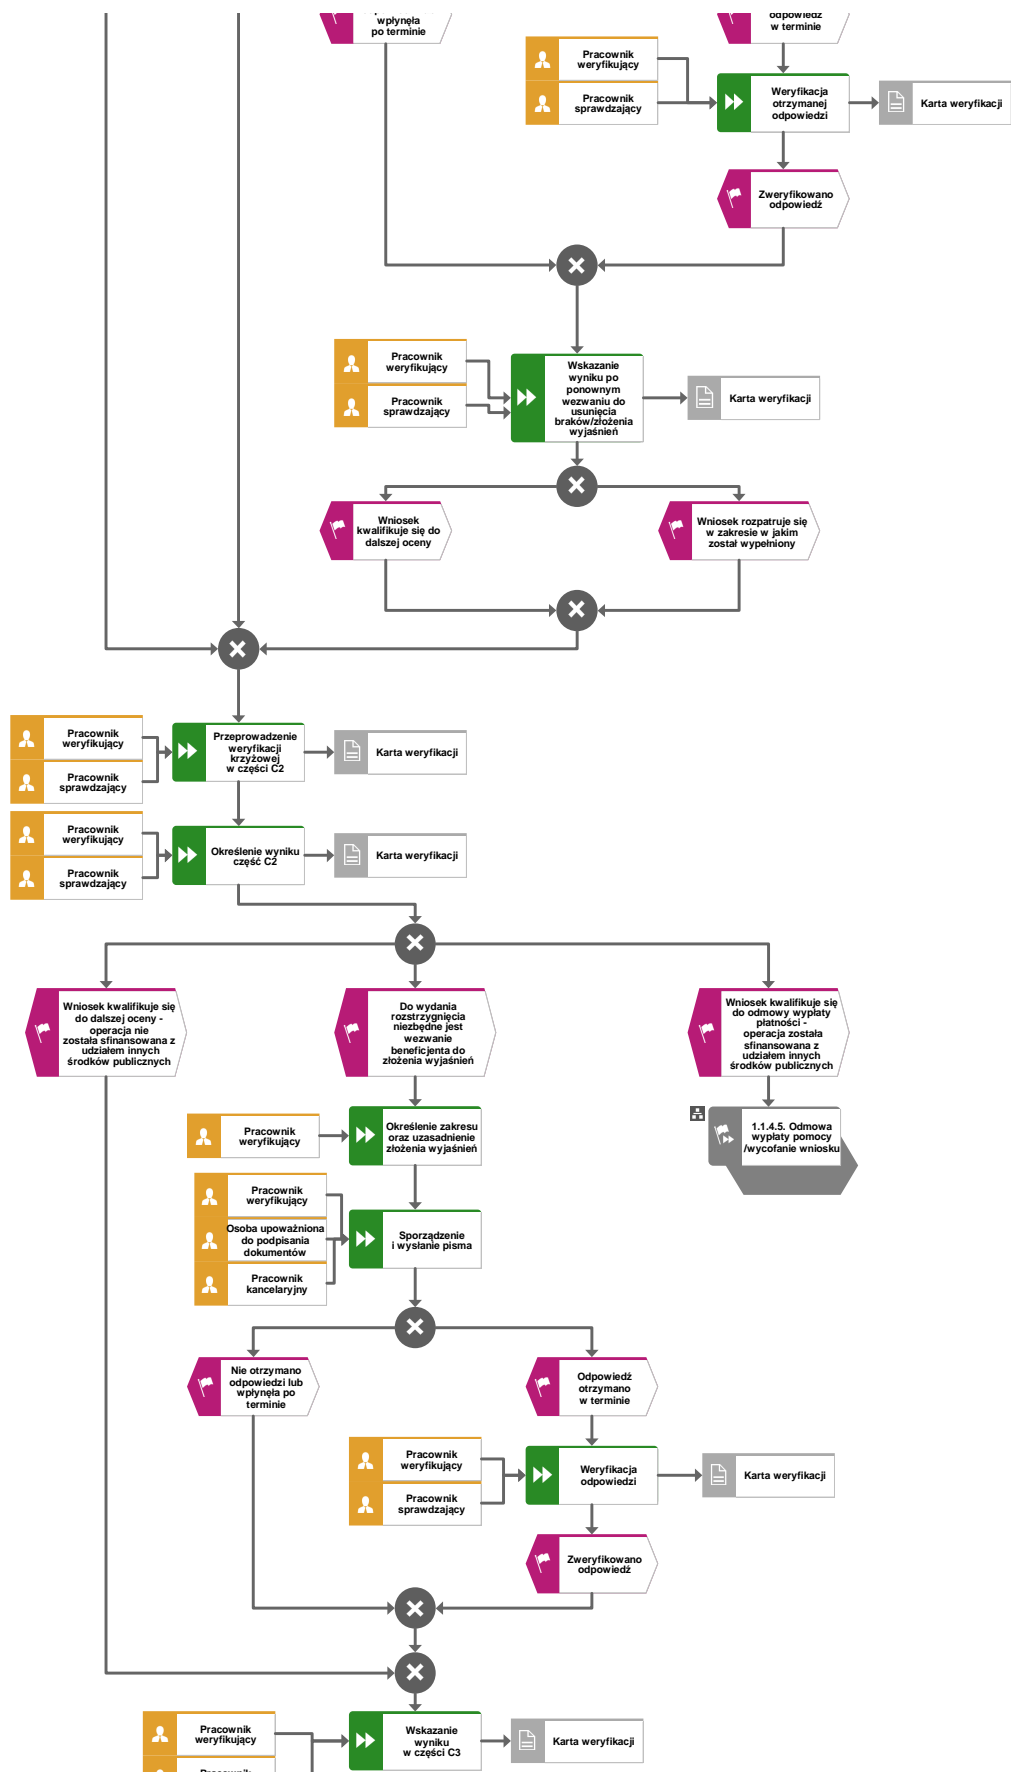 wpłynęła
po terminie
odpowiedź
w terminie
Pracownik
weryfikujący
Pracownik
sprawdzający
Weryfikacja
otrzymanej
odpowiedzi
Karta weryfikacji
Zweryfikowano
odpowiedź
Pracownik
weryfikujący
Pracownik
sprawdzający
Wskazanie
wyniku po
ponownym
wezwaniu do
usunięcia
braków/złożenia
wyjaśnień
Karta weryfikacji
Wniosek
kwalifikuje się do
dalszej oceny
Wniosek rozpatruje się
w zakresie w jakim
został wypełniony
Pracownik
weryfikujący
Pracownik
sprawdzający
Przeprowadzenie
weryfikacji
krzyżowej
w części C2
Karta weryfikacji
Pracownik
weryfikujący
Pracownik
sprawdzający
Określenie wyniku
część C2
Karta weryfikacji
Wniosek kwalifikuje się
do dalszej oceny -
operacja nie
została sfinansowana z
udziałem innych
środków publicznych
Do wydania
rozstrzygnięcia
niezbędne jest
wezwanie
beneficjenta do
złożenia wyjaśnień
Wniosek kwalifikuje się
do odmowy wypłaty
płatności -
operacja została
sfinansowana z
udziałem innych
środków publicznych
Pracownik
weryfikujący
Określenie zakresu
oraz uzasadnienie
złożenia wyjaśnień
1.1.4.5. Odmowa
wypłaty pomocy
/wycofanie wniosku
Pracownik
weryfikujący
Osoba upoważniona
do podpisania
dokumentów
Pracownik
kancelaryjny
Sporządzenie
i wysłanie pisma
Nie otrzymano
odpowiedzi lub
wpłynęła po
terminie
Odpowiedź
otrzymano
w terminie
Pracownik
weryfikujący
Pracownik
sprawdzający
Weryfikacja
odpowiedzi
Karta weryfikacji
Zweryfikowano
odpowiedź
Pracownik
weryfikujący
Pracownik
Wskazanie
wyniku
w części C3
Karta weryfikacji